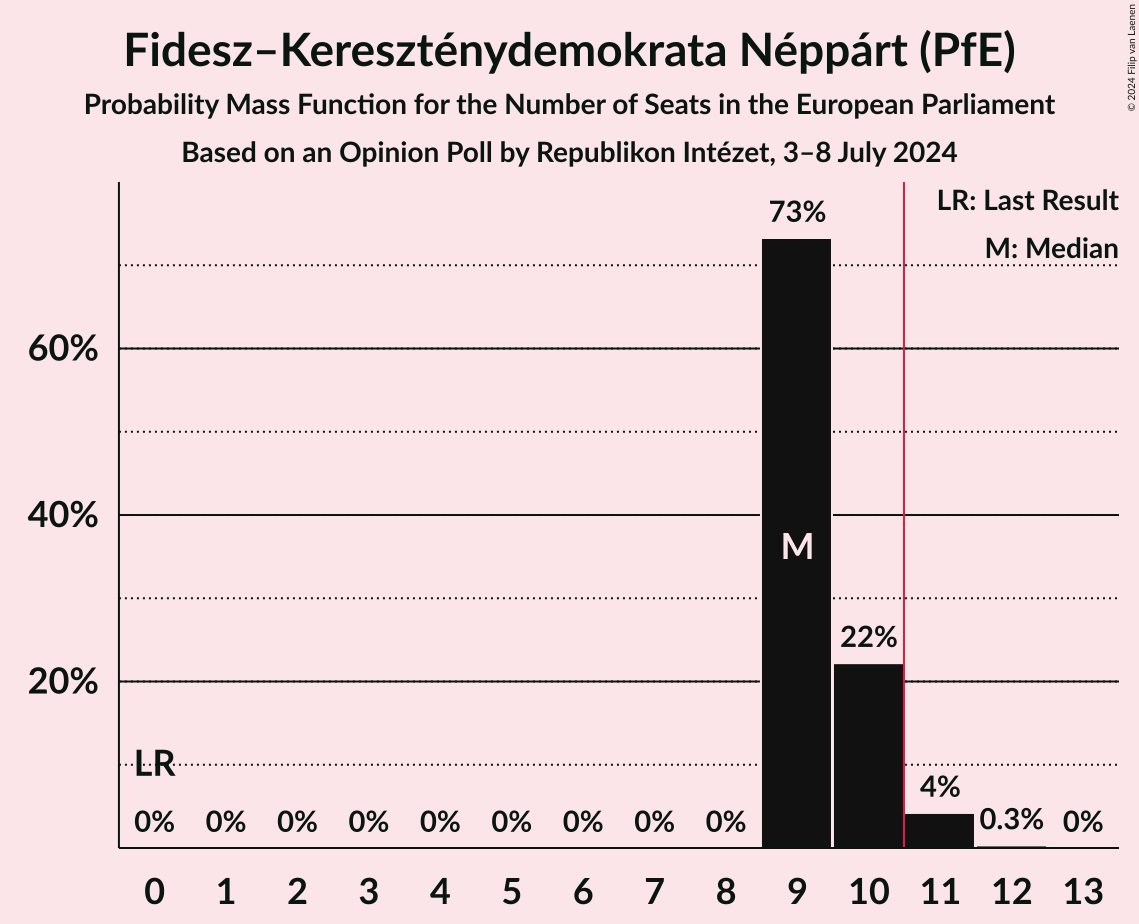 Fidesz–Kereszténydemokrata Néppárt (PfE)
Probability Mass Function for the Number of Seats in the European Parliament
Based on an Opinion Poll by Republikon Intézet, 3–8 July 2024
© 2024 Filip van Laenen
LR: Last Result
M: Median
73%
60%
40%
M
22%
20%
LR
4%
0% 0% 0% 0% 0% 0% 0% 0% 0% 0.3% 0%
0 1 2 3 4 5 6 7 8 9 10 11 12 13